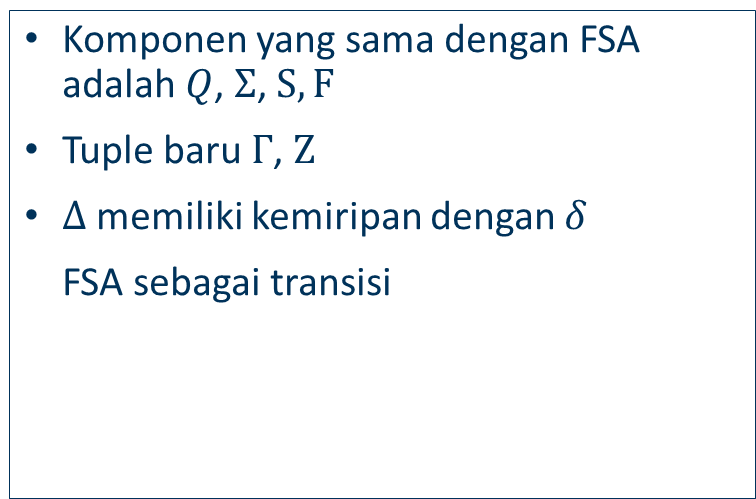 • Komponen yang sama dengan FSA
adalah Q, Σ, S, F
• Tuple baru Γ, Z
• Δ memiliki kemiripan dengan δ
FSA sebagai transisi